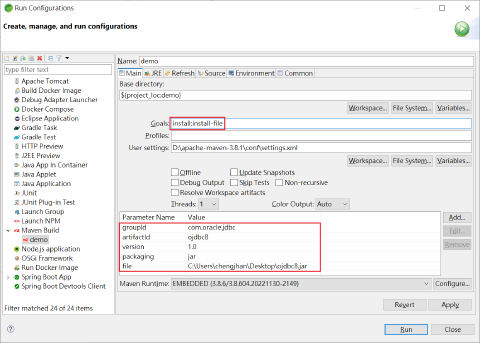 Run Configurations
Create, manage, and run configurations
type filter text
Apache Tomcat
Build Docker Image
Debug Adapter Launcher
Docker Compose
Eclipse Application
Gradle Task
Gradle Test
HTTP Preview
J2EE Preview
Java App In Container
Java Applet
Java Application
JUnit
JUnit Plug-in Test
Launch Group
Launch NPM
Maven Build
demo
Node.js application
OSGi Framework
Run Docker Image
Spring Boot App
Spring Boot Devtools Client
Filter matched 24 of 24 items
Name: demo
Main JRE Refresh Source Environment Common
Base directory:
${project_loc:demo}
Workspace... File System... Variables...
Goals: install:install-file
Profiles:
User settings: D:\apache-maven-3.8.1\conf\settings.xml
Workspace... File System... Variables...
Offline Update Snapshots
Debug Output Skip Tests Non-recursive
Resolve Workspace artifacts
Threads: 1 Color Output: Auto
Parameter Name Value
groupId com.oracle.jdbc
artifactId ojdbc8
version 1.0
packaging jar
file C:\Users\chengjhan\Desktop\ojdbc8.jar
Add...
Edit...
Remove
Maven Runtime: EMBEDDED (3.8.6/3.8.604.20221130-2149) Configure...
Revert Apply
Run Close